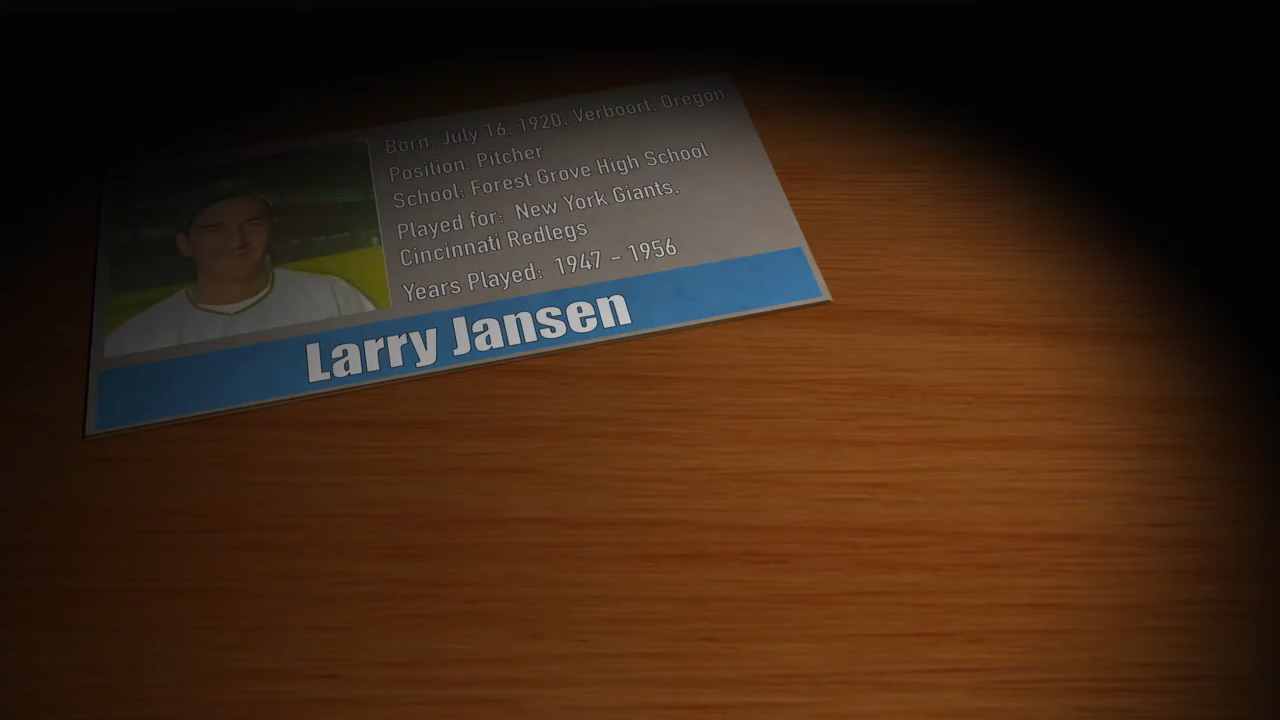 Born: July 16, 1920, Verboort, Oregon
Position: Pitcher
School: Forest Grove High School
Played for: New York Giants,
Cincinnati Redlegs
Years Played: 1947 - 1956
Larry Jansen